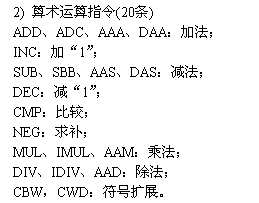 2) 算术运算指令(20条)
ADD、ADC、AAA、DAA：加法；
INC：加“1”；
SUB、SBB、AAS、DAS：减法；
DEC：减“1”；
CMP：比较；
NEG：求补；
MUL、IMUL、AAM：乘法；
DIV、IDIV、AAD：除法；
CBW，CWD：符号扩展。